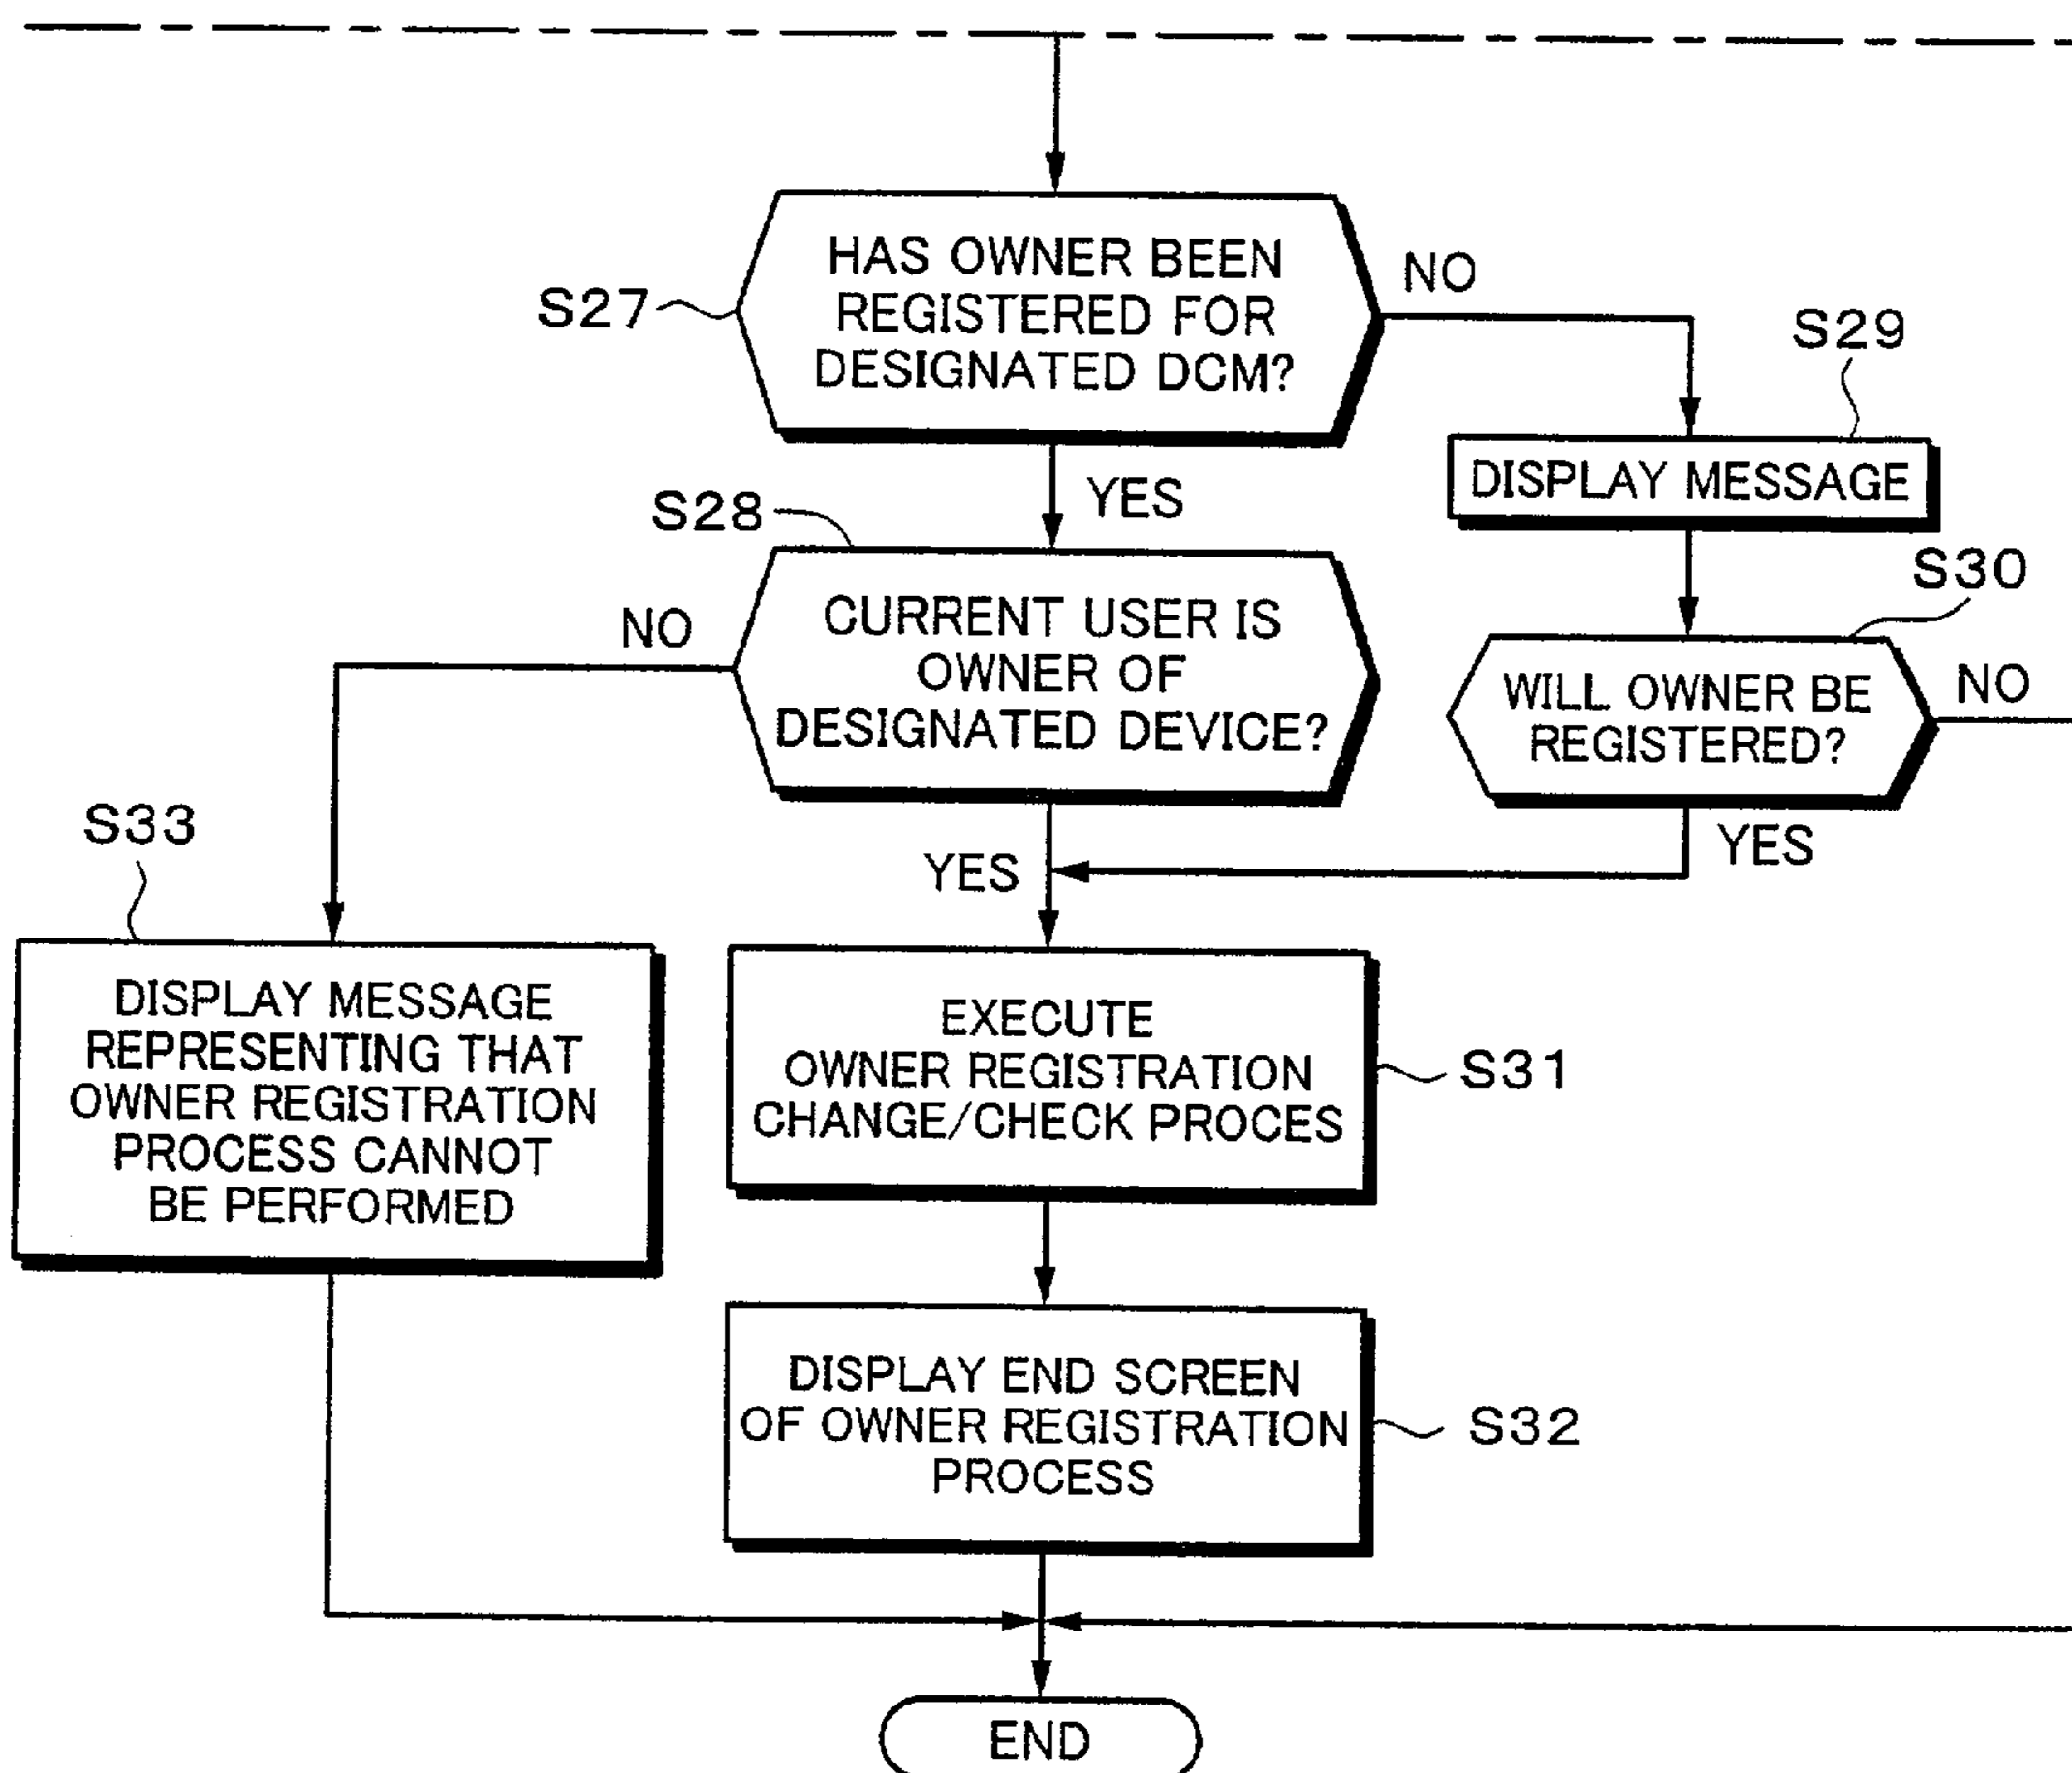 HAS OWNER BEEN
REGISTERED FOR
DESIGNATED DCM?
NO
S27
S29
DISPLAY MESSAGE
YES
S28
S30
CURRENT USER IS
OWNER OF
DESIGNATED DEVICE?
NO
WILL OWNER BE
REGISTERED?
NO
S33
YES
YES
DISPLAY MESSAGE
REPRESENTING THAT
OWNER REGISTRATION
PROCESS CANNOT
BE PERFORMED
EXECUTE
OWNER REGISTRATION
CHANGE/CHECK PROCES
S31
DISPLAY END SCREEN
OF OWNER REGISTRATION
PROCESS
S32
END